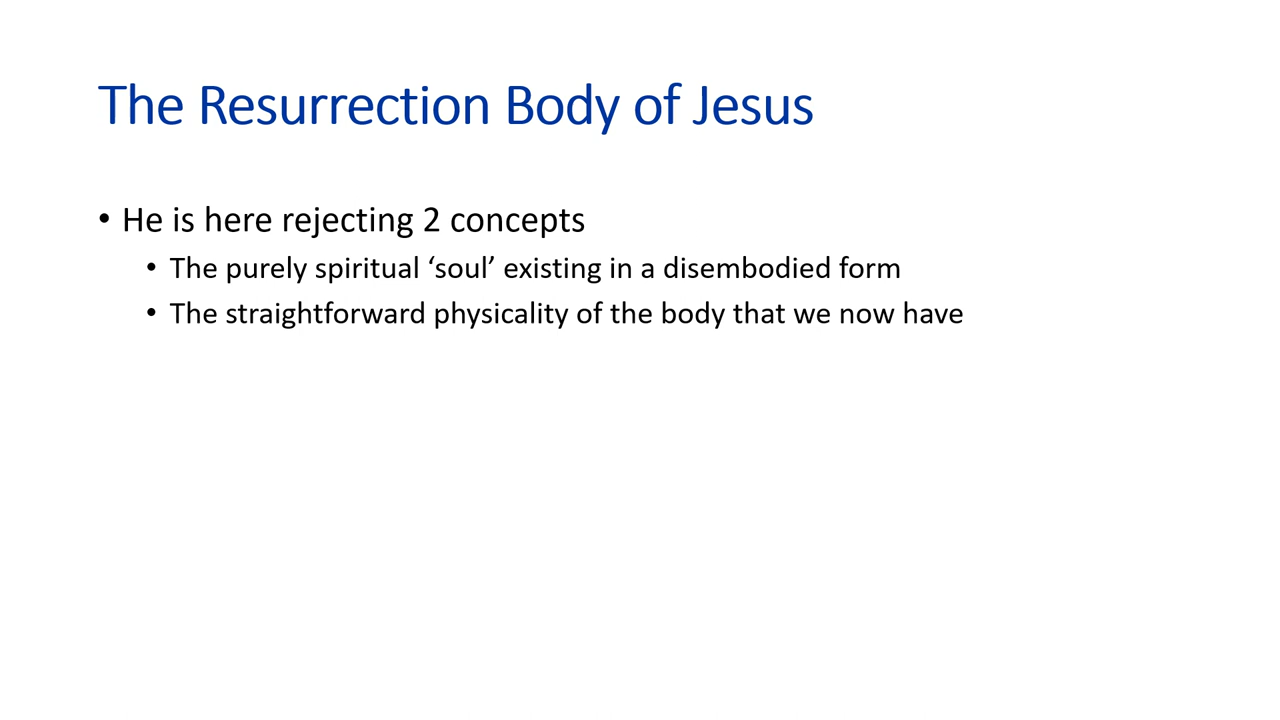 The Resurrection Body of Jesus
• He is here rejecting 2 concepts
• The purely spiritual ‘soul’ existing in a disembodied form
• The straightforward physicality of the body that we now have